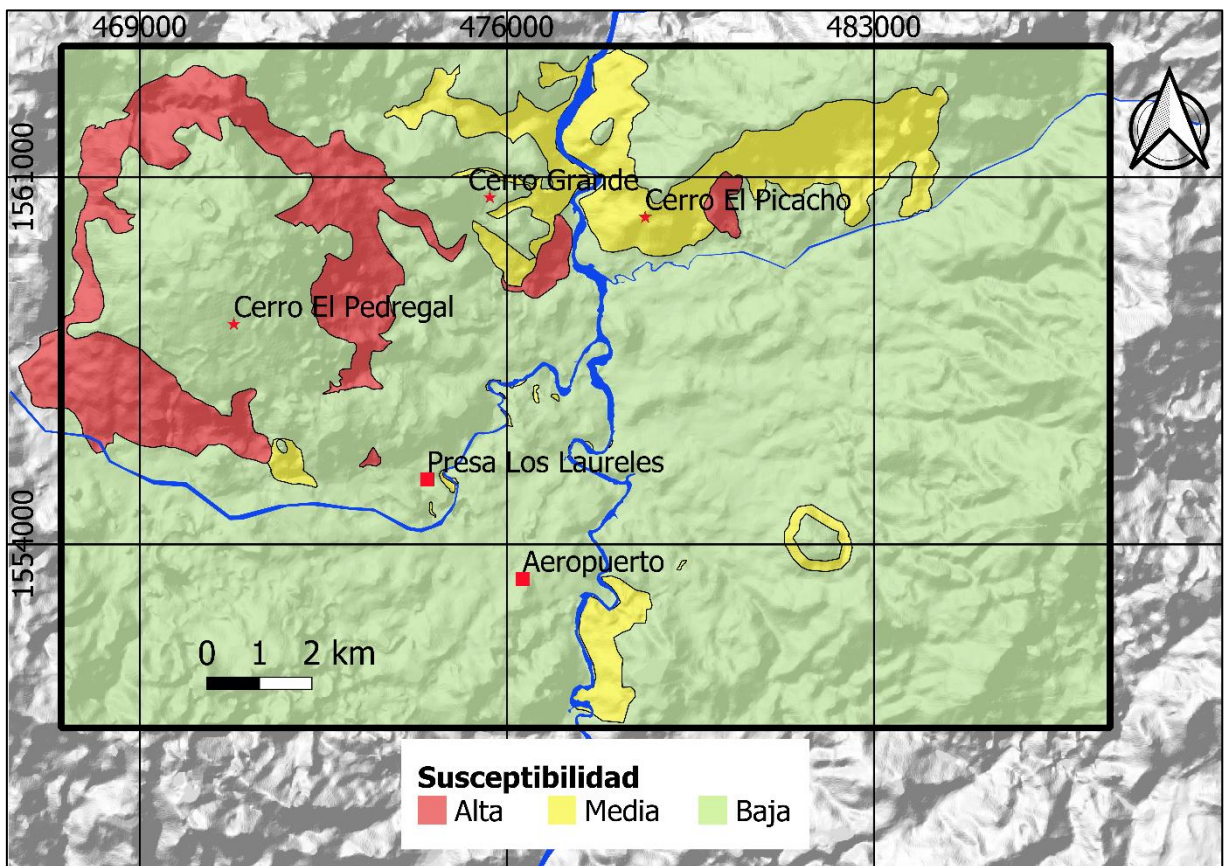 469000
476000
483000
1561000
Cerro Grande
Cerro El Picacho
Cerro El Pedregal
Presa Los Laureles
1554000
Aeropuerto
0 1 2 km
Susceptibilidad
Alta Media Baja